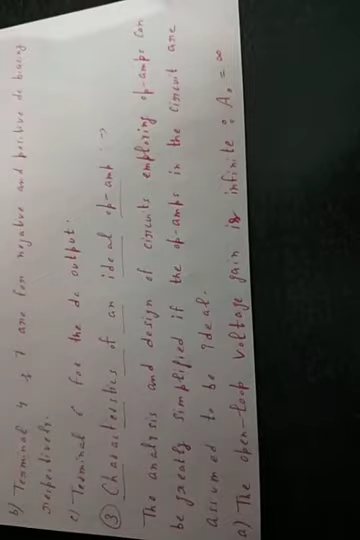 b) Terminal 4 & 7 are for negative and positive dc biasing
respectively.
c) Terminal 6 for the dc output.
③ Characteristics of an ideal op-amp :→
The analysis and design of circuits employing op-amps can
be greatly simplified if the op-amps in the circuit are
assumed to be ideal.
a) The open-loop voltage gain is infinite : A₀ = ∞